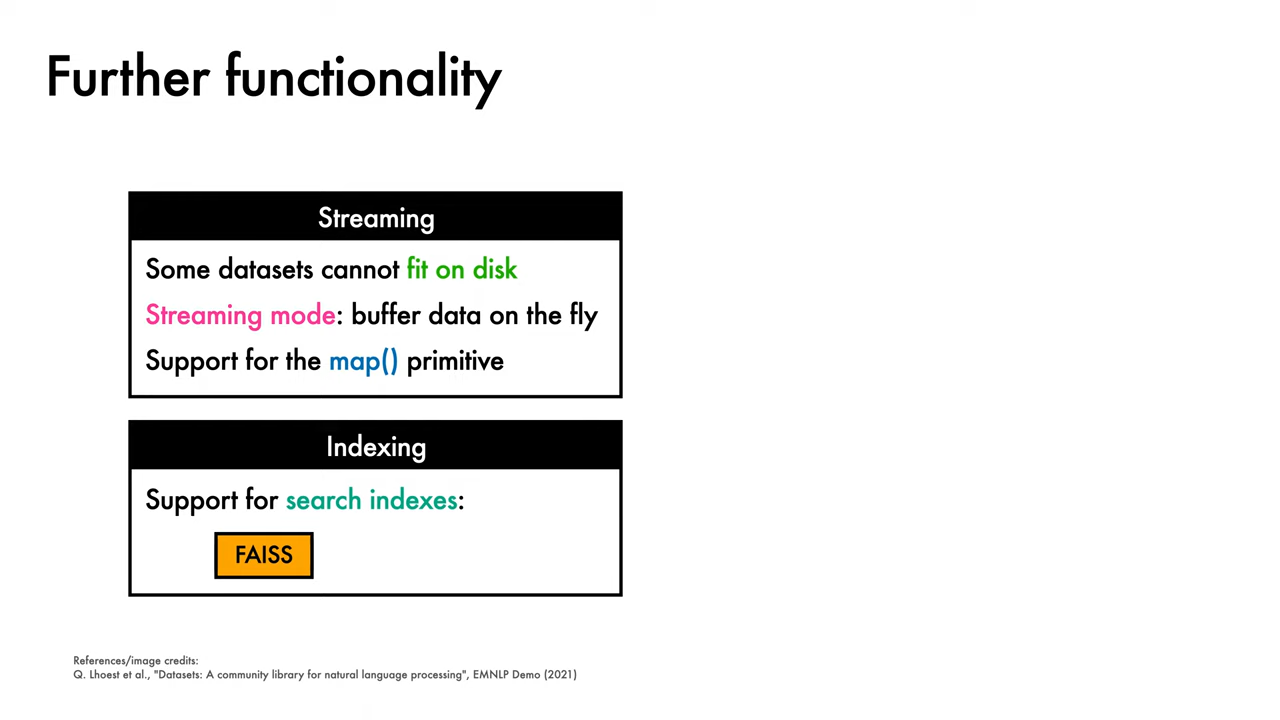 Further functionality
Streaming
Some datasets cannot fit on disk
Streaming mode: buffer data on the fly
Support for the map() primitive
Indexing
Support for search indexes:
FAISS
References/image credits:
Q. Lhoest et al., "Datasets: A community library for natural language processing", EMNLP Demo (2021)